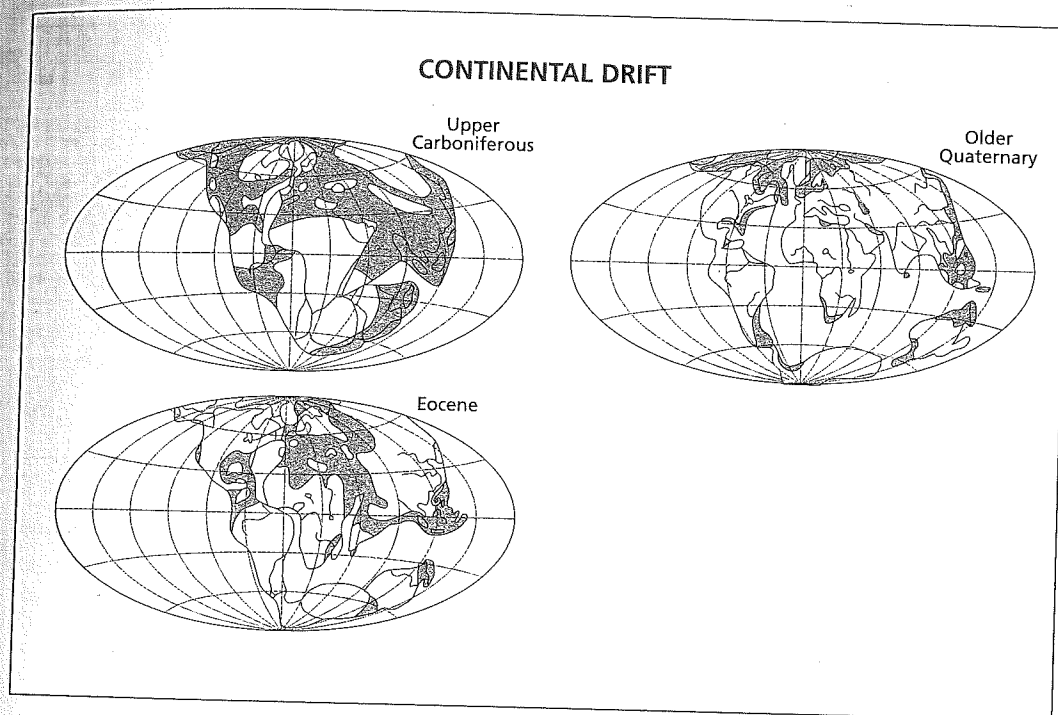 CONTINENTAL DRIFT
Upper
Carboniferous
Older
Quaternary
Eocene